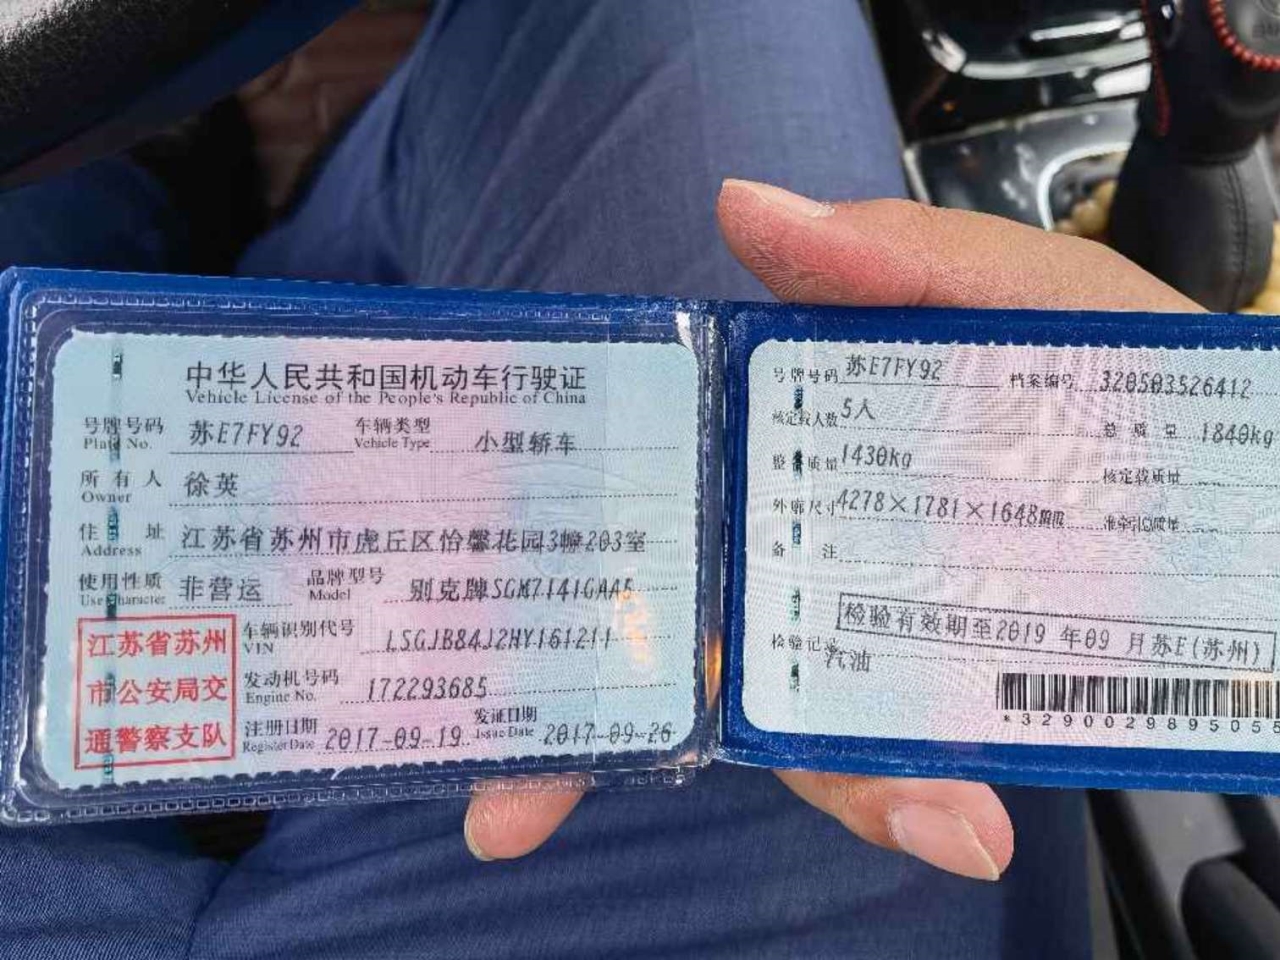 中华人民共和国机动车行驶证
Vehicle License of the People's Republic of China
号牌号码 苏E7FY92 车辆类型 小型轿车
Plate No. Vehicle Type
所有人 徐英
Owner
住址 江苏省苏州市虎丘区怡馨花园3幢203室
Address
使用性质 非营运 品牌型号 别克牌SGM7141GAA5
Use Character Model
江苏省苏州
市公安局交
通警察支队
车辆识别代号 LSGJB84J2HY161211
VIN
发动机号码 172293685
Engine No.
注册日期 2017-09-19 发证日期 2017-09-26
Register Date Issue Date
号牌号码 苏E7FY92 档案编号 320503526412
核定载人数 5人 总质量 1840kg
整备质量 1430kg 核定载质量
外廓尺寸 4278×1781×1648mm 准牵引总质量
备注
检验有效期至2019年09月苏E(苏州)
检验记录
汽油
*3290029895055